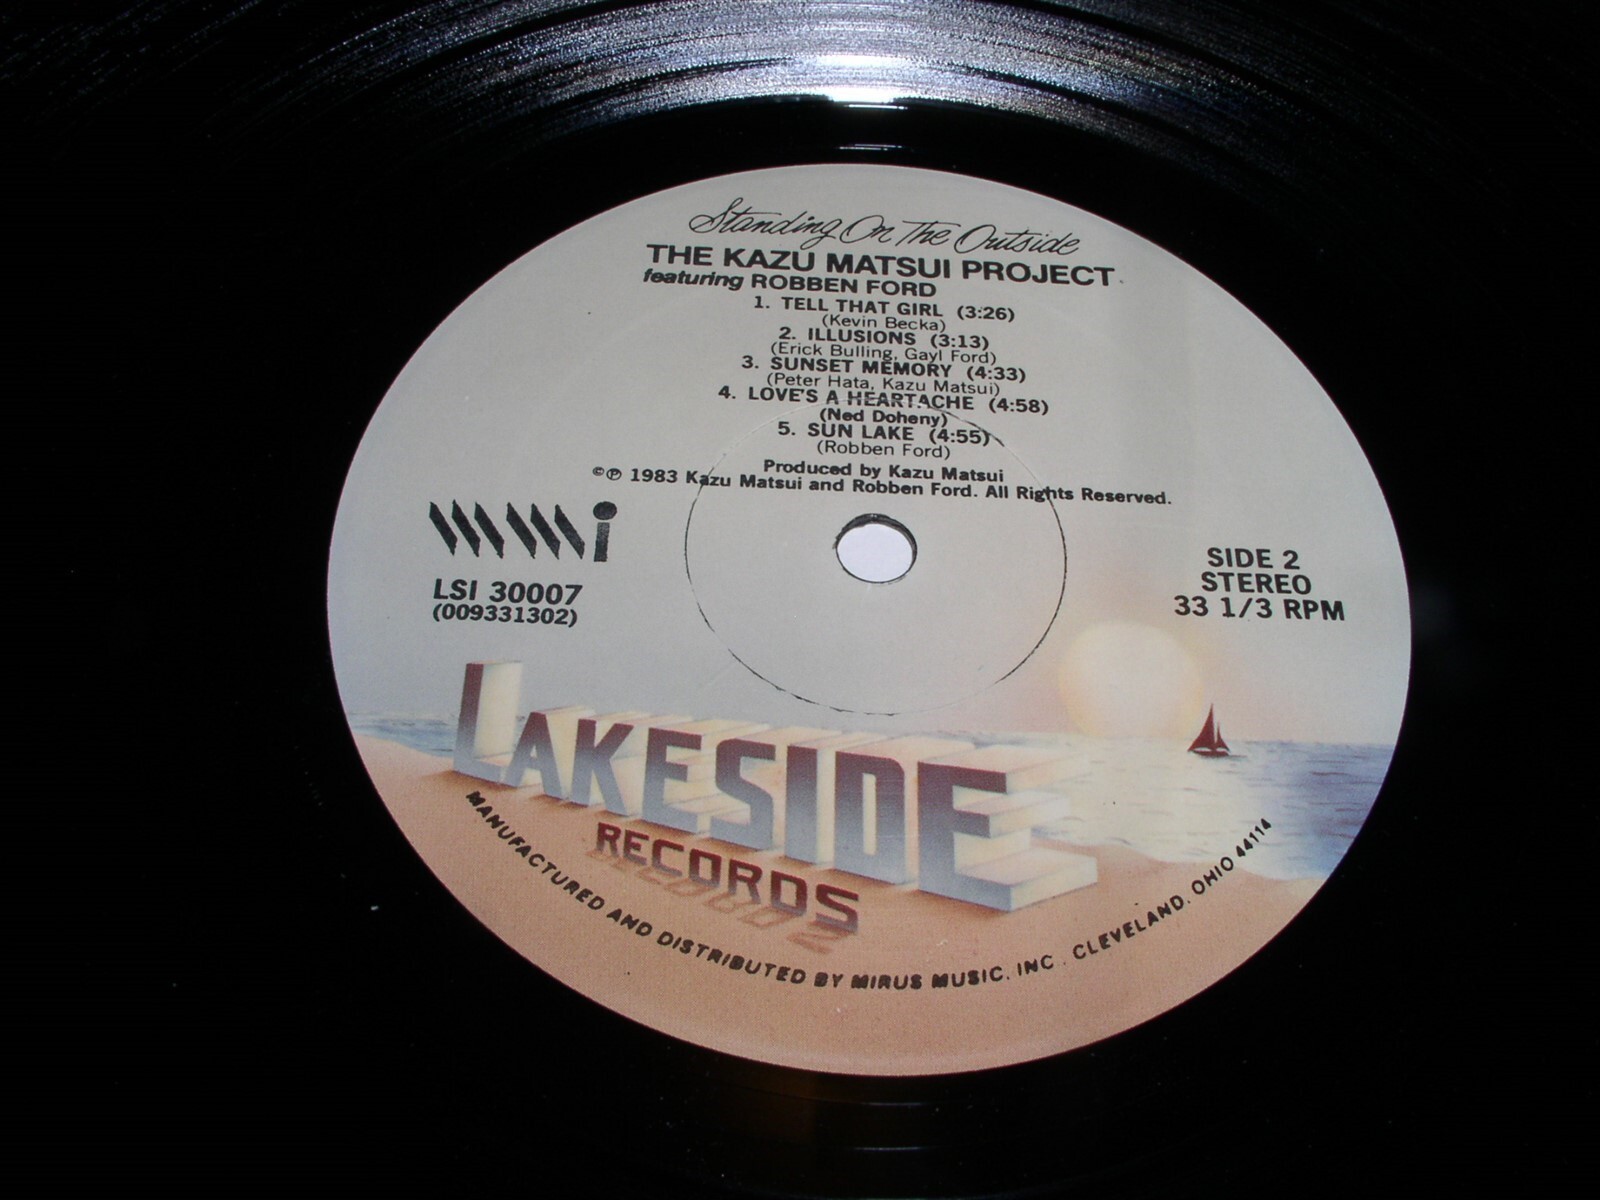 Standing On The Outside
THE KAZU MATSUI PROJECT
featuring ROBBEN FORD
1. TELL THAT GIRL (3:26)
(Kevin Becka)
2. ILLUSIONS (3:13)
(Erick Bulling, Gayl Ford)
3. SUNSET MEMORY (4:33)
(Peter Hata, Kazu Matsui)
4. LOVE'S A HEARTACHE (4:58)
(Ned Doheny)
5. SUN LAKE (4:55)
(Robben Ford)
Produced by Kazu Matsui
©℗ 1983 Kazu Matsui and Robben Ford. All Rights Reserved.
mmi
LSI 30007
(009331302)
SIDE 2
STEREO
33 1/3 RPM
LAKESIDE
RECORDS
MANUFACTURED AND DISTRIBUTED BY MIRUS MUSIC, INC. CLEVELAND, OHIO 44114